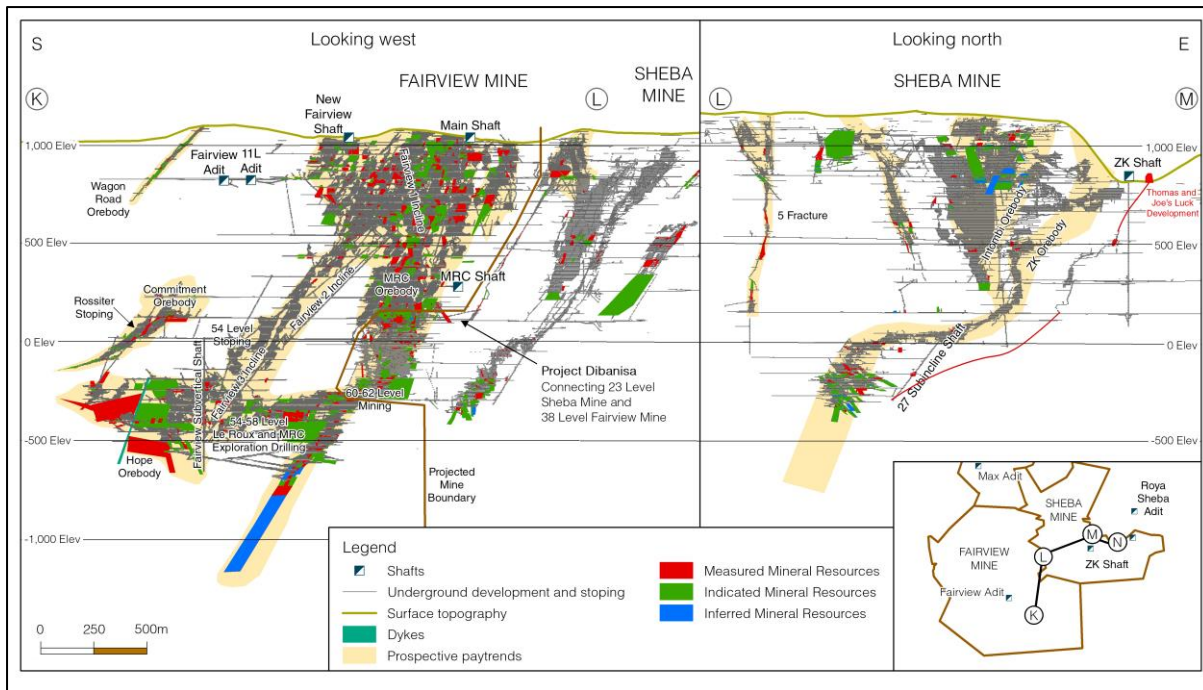 S
Looking west
Looking north
E
K
FAIRVIEW MINE
L
SHEBA
MINE
L
SHEBA MINE
M
New
Fairview
Shaft
Main Shaft
1,000 Elev
Fairview
Adit
11L
Adit
Wagon
Road
Orebody
Fairview 1 Incline
1,000 Elev
ZK Shaft
Thomas and
Joe's Luck
Development
5 Fracture
Intomb Orebody
ZK Orebody
500 Elev
500 Elev
MRC Shaft
MRC
Orebody
Fairview 2 Incline
Commitment
Orebody
Rossiter
Stoping
54 Level
Stoping
0 Elev
0 Elev
Fairview 3 Incline
Fairview Subvertical Shaft
Project Dibanisa
Connecting 23 Level
Sheba Mine and
38 Level Fairview Mine
27 Subincline Shaft
60-62 Level
Mining
54-58 Level
Le Roux and MRC
Exploration Drilling
-500 Elev
-500 Elev
Hope
Orebody
Projected
Mine
Boundary
-1,000 Elev
Legend
Shafts
Underground development and stoping
Surface topography
Dykes
Prospective paytrends
Measured Mineral Resources
Indicated Mineral Resources
Inferred Mineral Resources
0 250 500m
Max Adit
Roya
Sheba
Adit
SHEBA
MINE
M
N
FAIRVIEW
MINE
L
ZK Shaft
Fairview Adit
K